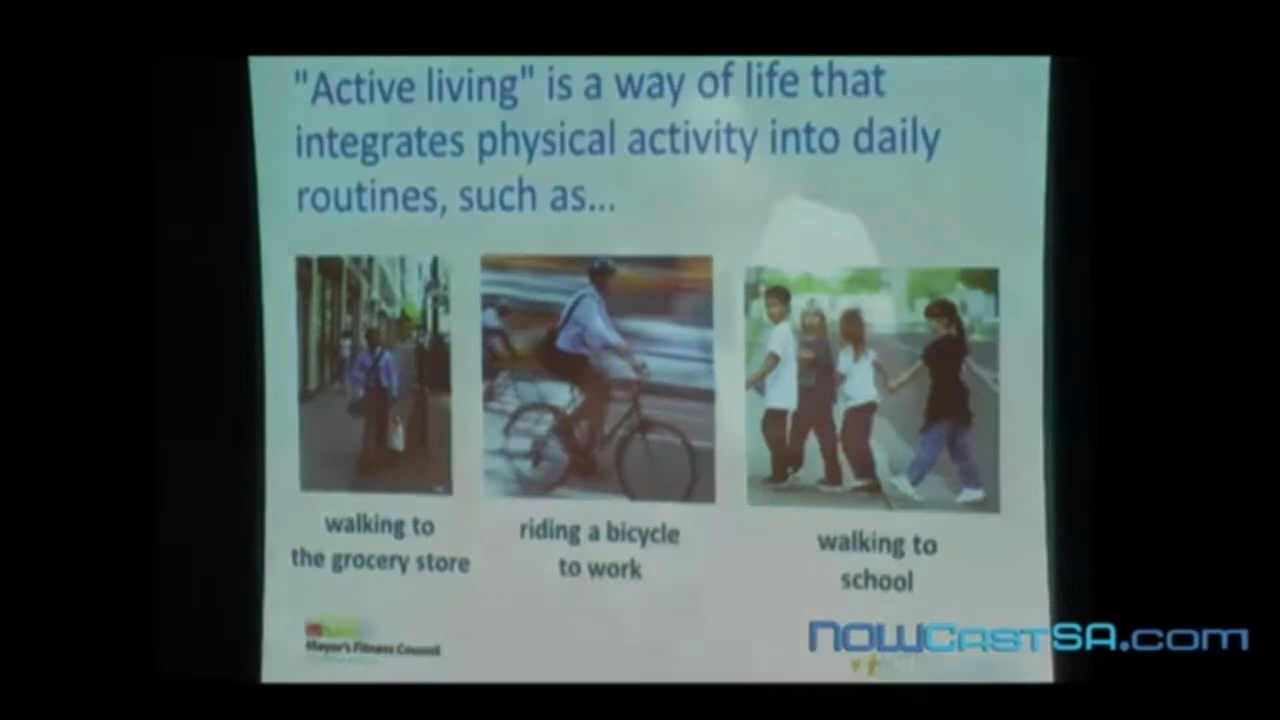 "Active living" is a way of life that
integrates physical activity into daily
routines, such as...
walking to
the grocery store
riding a bicycle
to work
walking to
school
Mayor's Fitness Council
NOWCastSA.com